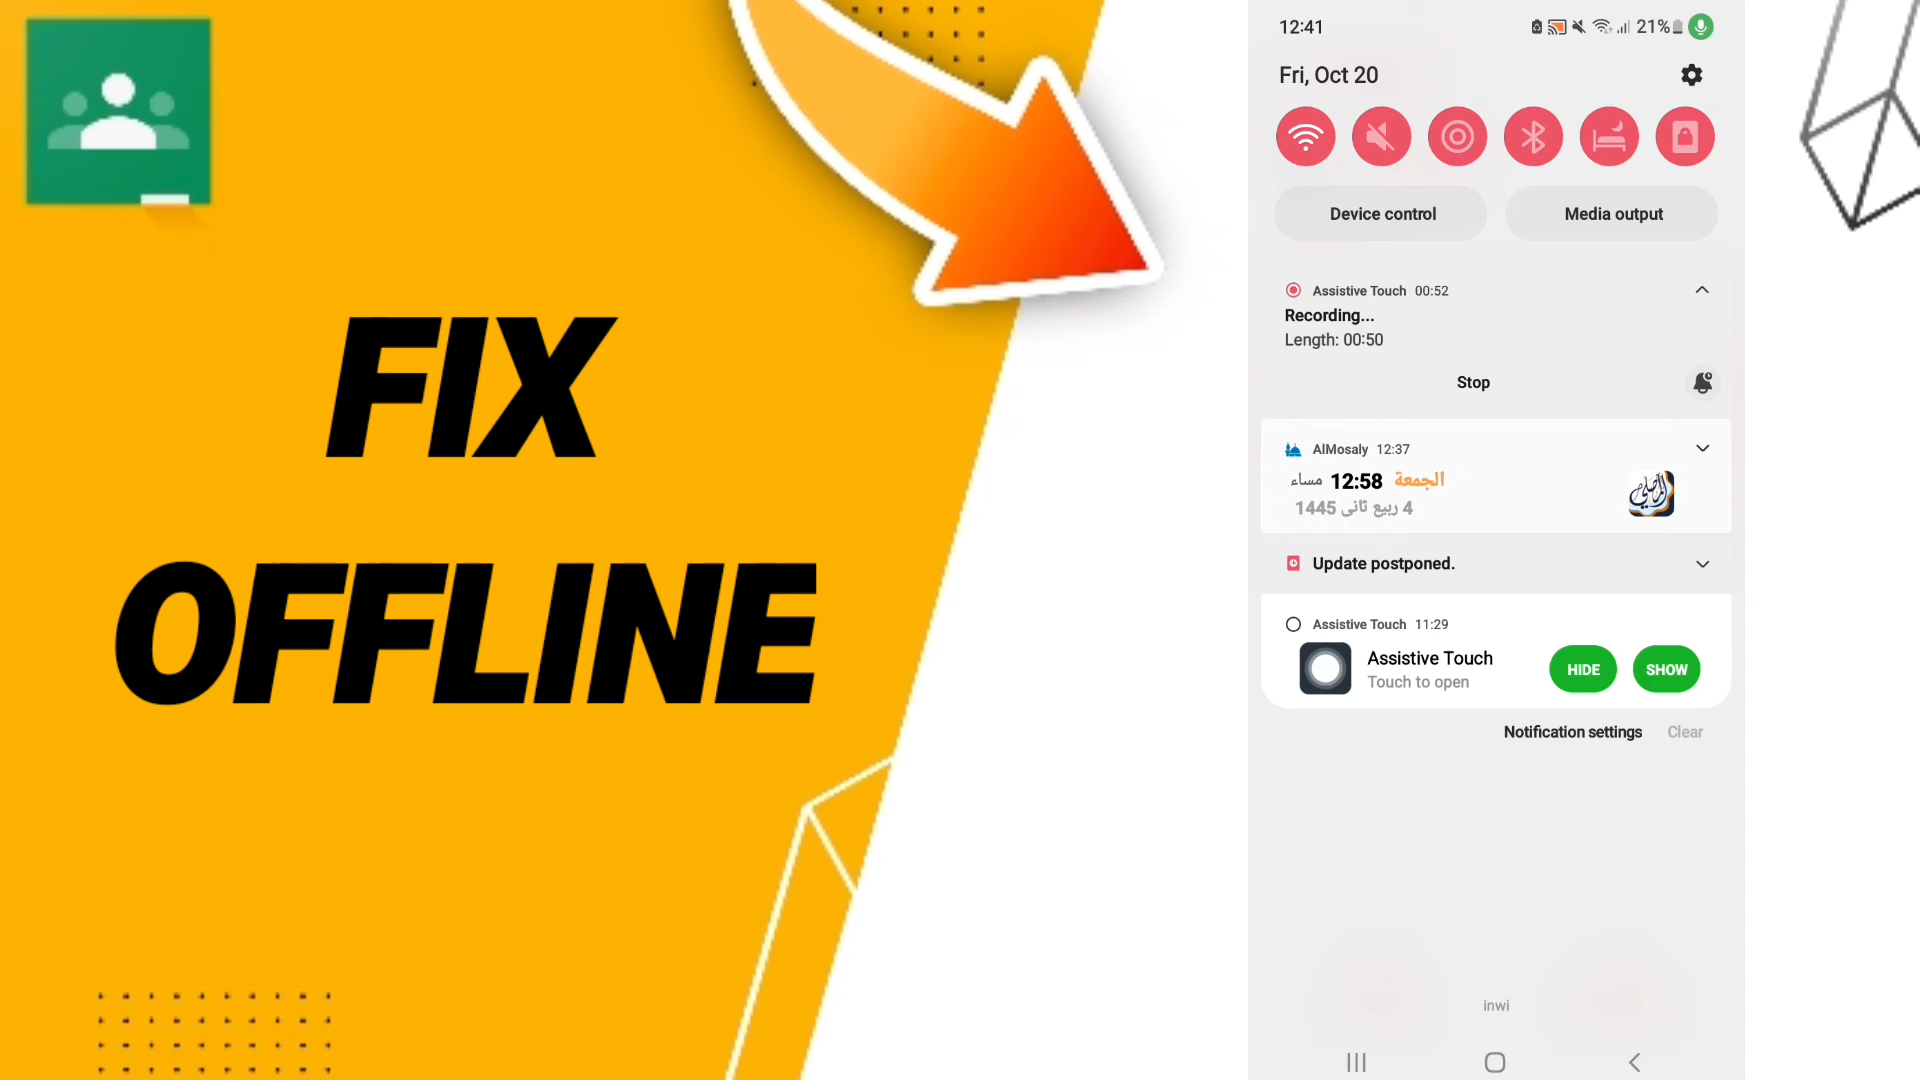 FIX
OFFLINE
12:41
21%
Fri, Oct 20
Device control
Media output
Assistive Touch 00:52
Recording...
Length: 00:50
Stop
AlMosaly 12:37
الجمعة 12:58 مساء
4 ربيع ثانى 1445
المصلي
Update postponed.
Assistive Touch 11:29
Assistive Touch
Touch to open
HIDE
SHOW
Notification settings
Clear
inwi